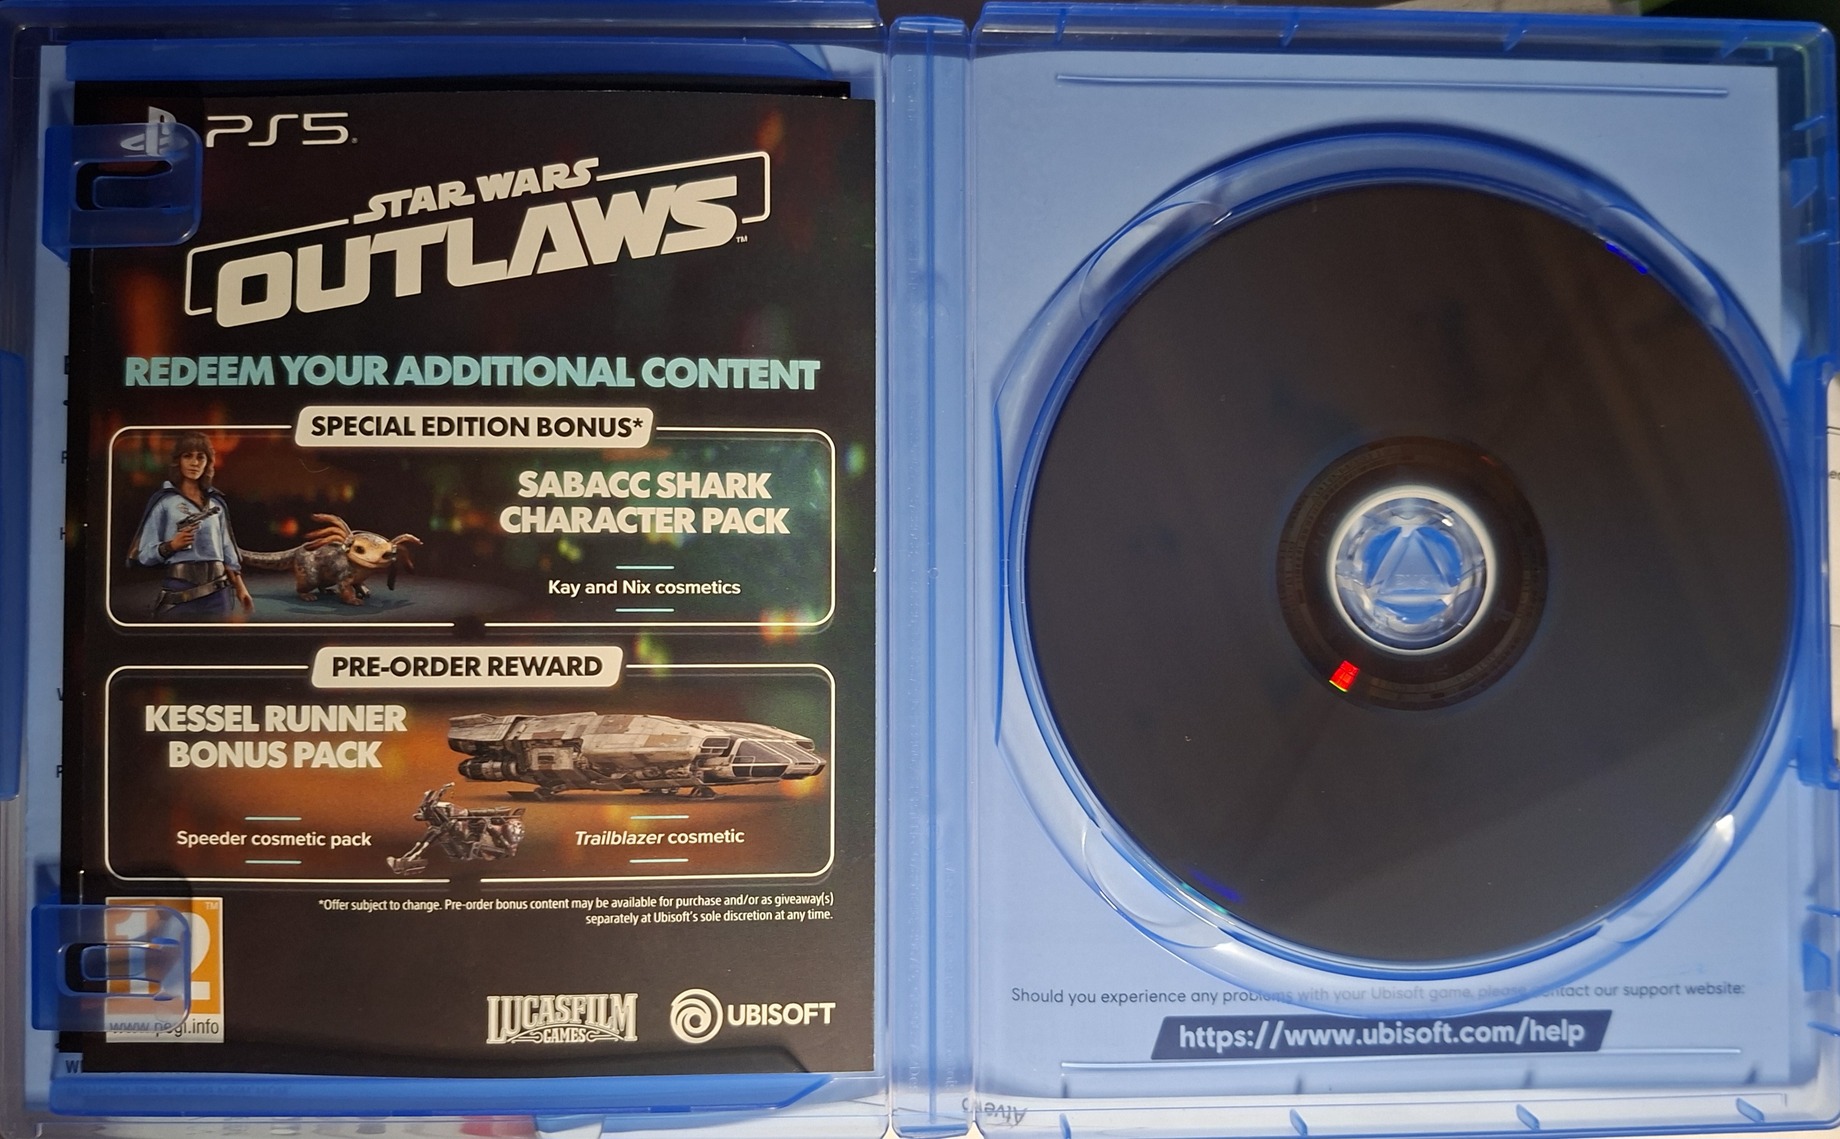 PS5
STAR WARS
OUTLAWS™
REDEEM YOUR ADDITIONAL CONTENT
SPECIAL EDITION BONUS*
SABACC SHARK
CHARACTER PACK
Kay and Nix cosmetics
PRE-ORDER REWARD
KESSEL RUNNER
BONUS PACK
Speeder cosmetic pack
Trailblazer cosmetic
*Offer subject to change. Pre-order bonus content may be available for purchase and/or as giveaway(s)
separately at Ubisoft's sole discretion at any time.
12
www.pegi.info
LUCASFILM
GAMES
UBISOFT
Should you experience any problems with your Ubisoft game, please contact our support website:
https://www.ubisoft.com/help